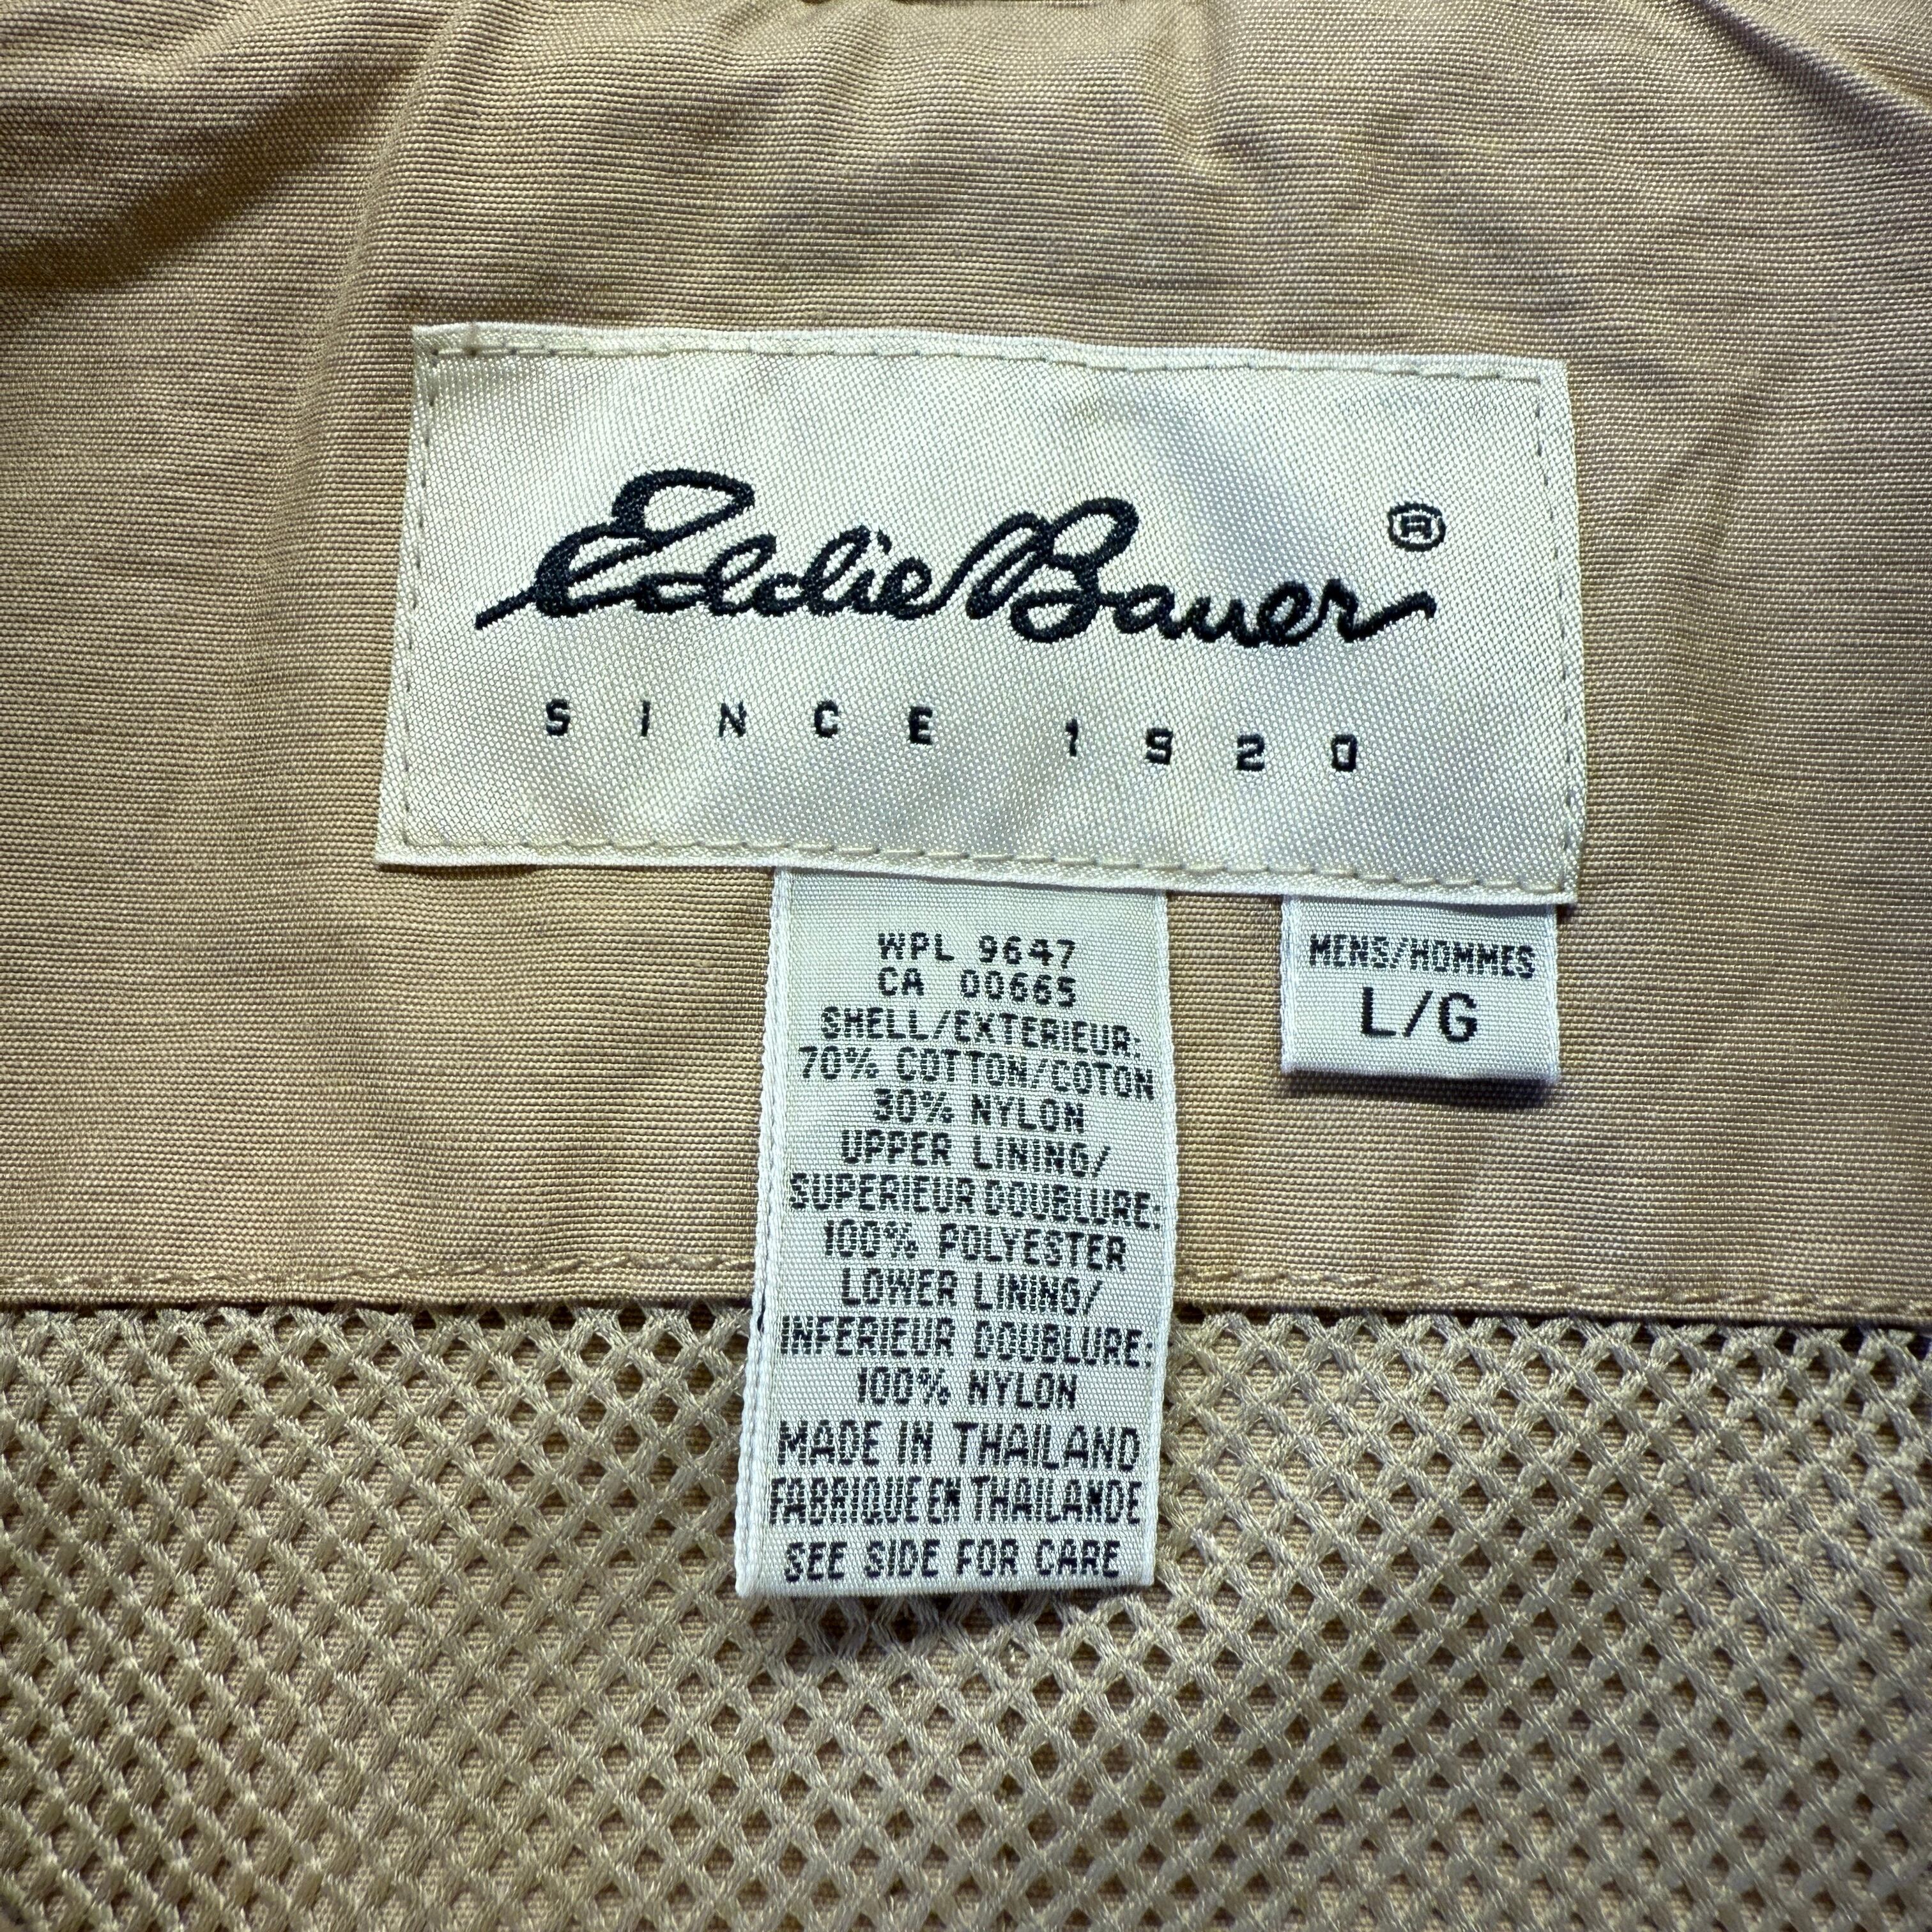 Eddie Bauer ®
SINCE 1920
WPL 9647
CA 00665
SHELL/EXTERIEUR:
70% COTTON/COTON
30% NYLON
UPPER LINING/
SUPERIEUR DOUBLURE:
100% POLYESTER
LOWER LINING/
INFERIEUR DOUBLURE:
100% NYLON
MADE IN THAILAND
FABRIQUE EN THAILANDE
SEE SIDE FOR CARE
MENS/HOMMES
L/G